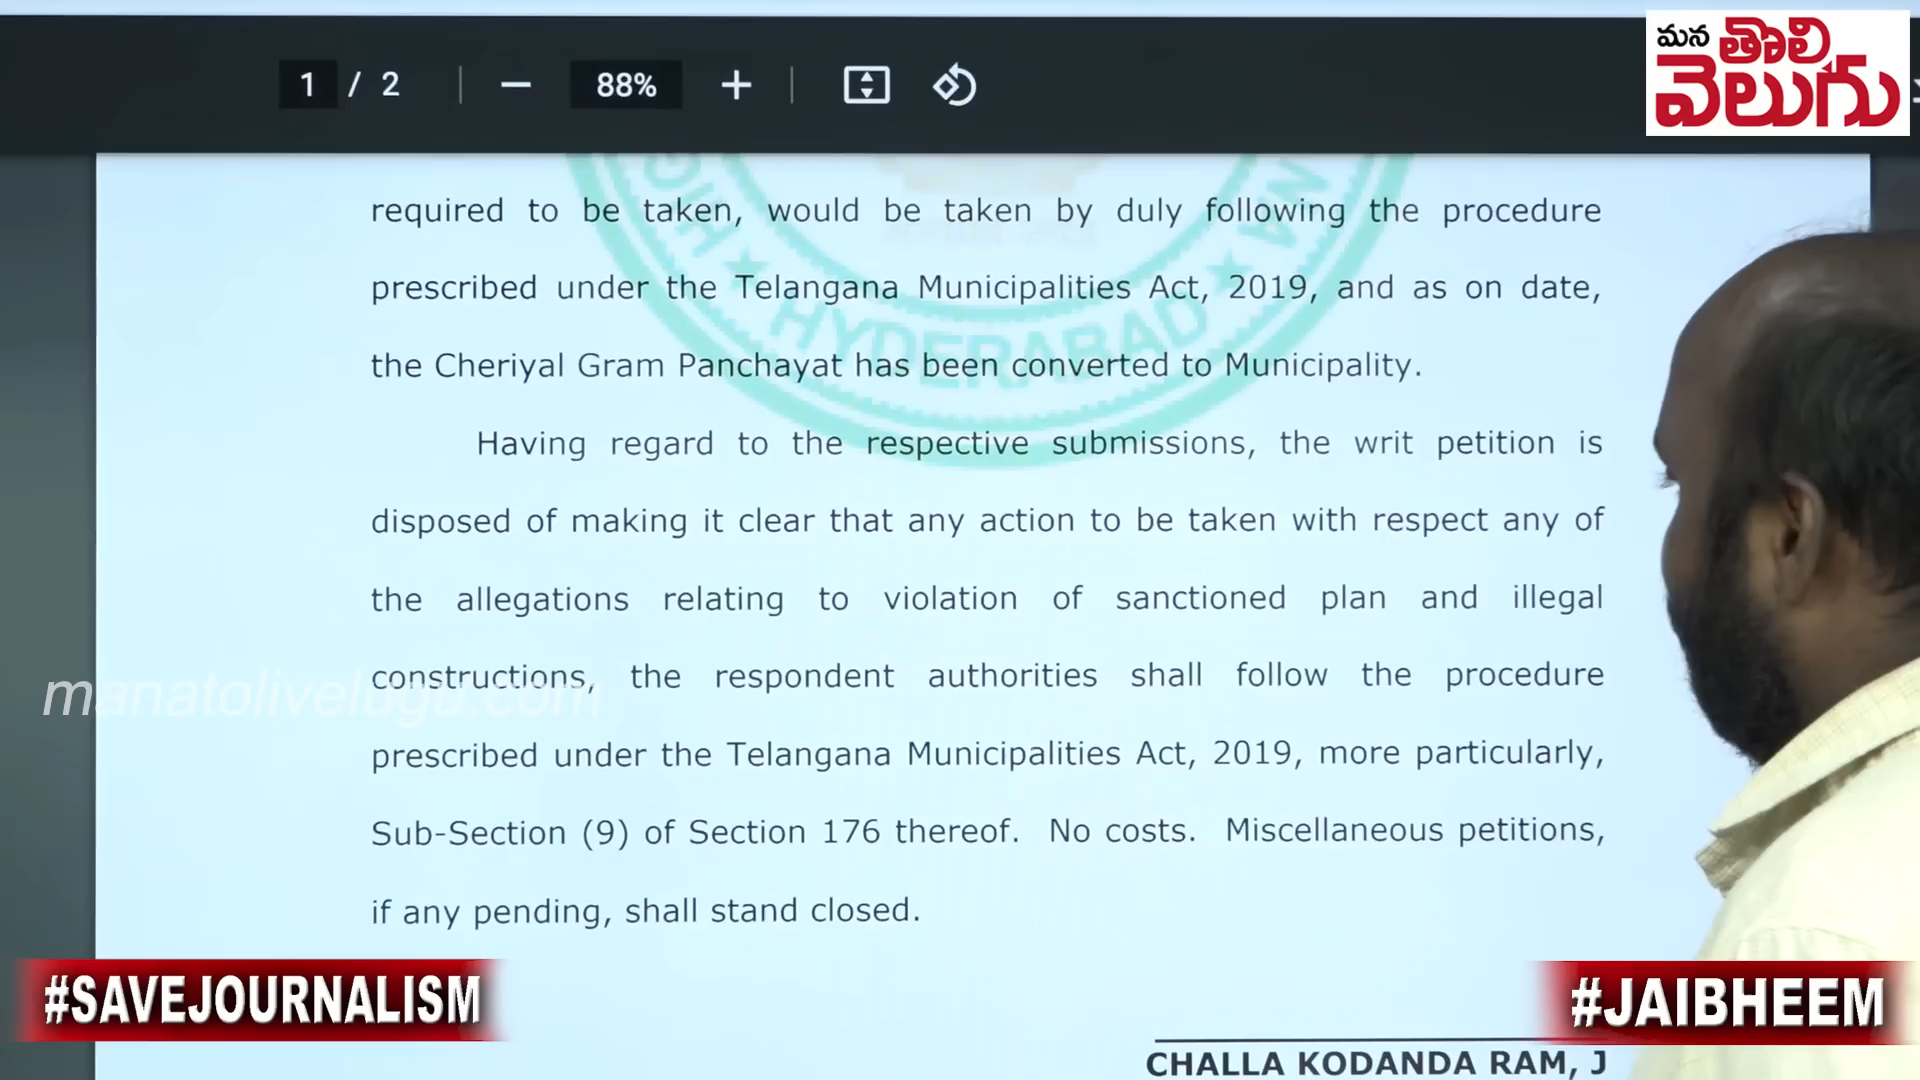 1 / 2 — 88% +
మన
తొలి
వెలుగు
HIGH
NA
★ HYDERABAD ★
required to be taken, would be taken by duly following the procedure
prescribed under the Telangana Municipalities Act, 2019, and as on date,
the Cheriyal Gram Panchayat has been converted to Municipality.
Having regard to the respective submissions, the writ petition is
disposed of making it clear that any action to be taken with respect any of
the allegations relating to violation of sanctioned plan and illegal
constructions, the respondent authorities shall follow the procedure
prescribed under the Telangana Municipalities Act, 2019, more particularly,
Sub-Section (9) of Section 176 thereof. No costs. Miscellaneous petitions,
if any pending, shall stand closed.
manatolivelugu.com
#SAVEJOURNALISM
#JAIBHEEM
CHALLA KODANDA RAM, J